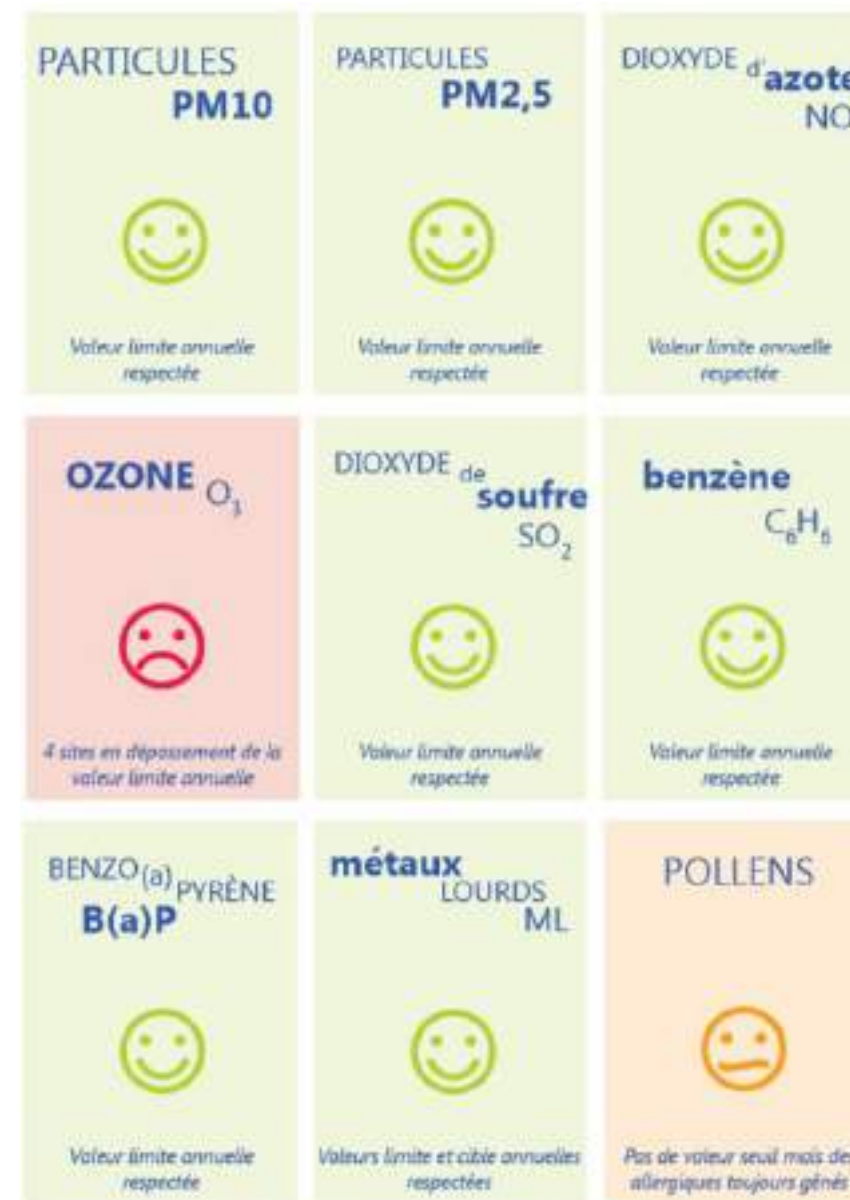 PARTICULES
PM10
Valeur limite annuelle
respectée
PARTICULES
PM2,5
Valeur limite annuelle
respectée
DIOXYDE d'azote
NO
Valeur limite annuelle
respectée
OZONE O3
4 sites en dépassement de la
valeur limite annuelle
DIOXYDE de
soufre
SO2
Valeur limite annuelle
respectée
benzène
C6H6
Valeur limite annuelle
respectée
BENZO(a) PYRÈNE
B(a)P
Valeur limite annuelle
respectée
métaux
LOURDS
ML
Valeurs limite et cible annuelles
respectées
POLLENS
Pas de valeur seuil mais de
allergiques toujours gênés